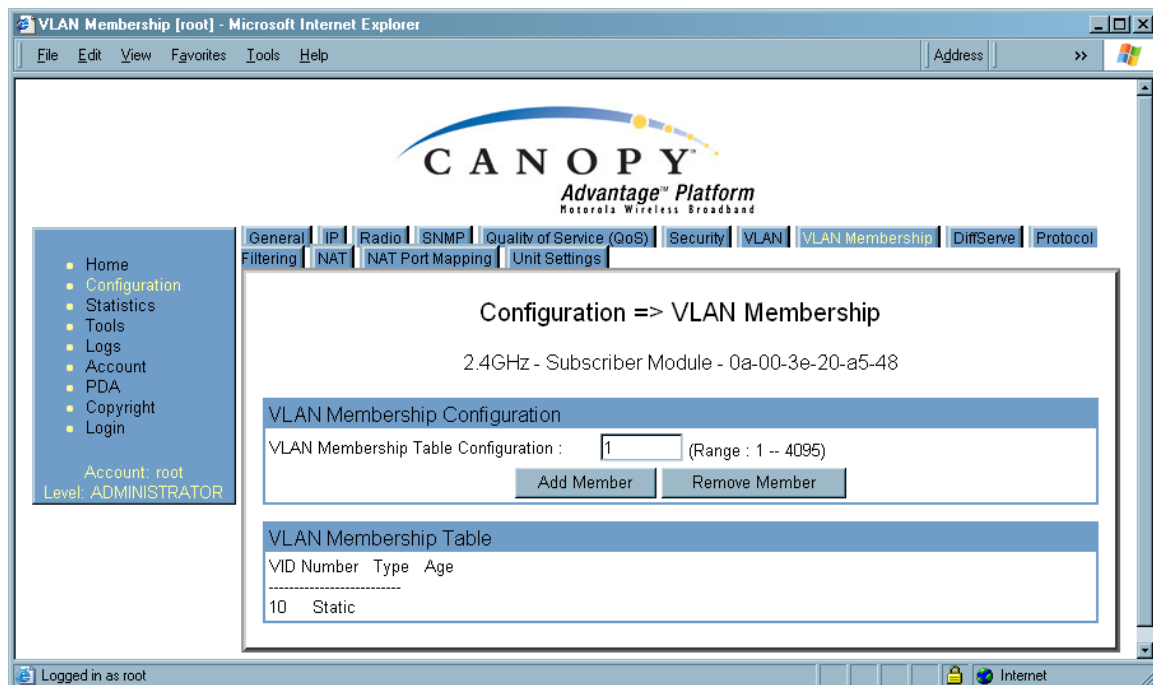 VLAN Membership [root] - Microsoft Internet Explorer
File Edit View Favorites Tools Help
Address »
CANOPY™
Advantage™ Platform
Motorola Wireless Broadband
Home
Configuration
Statistics
Tools
Logs
Account
PDA
Copyright
Login
Account: root
Level: ADMINISTRATOR
General IP Radio SNMP Quality of Service (QoS) Security VLAN VLAN Membership DiffServe Protocol
Filtering NAT NAT Port Mapping Unit Settings
Configuration => VLAN Membership
2.4GHz - Subscriber Module - 0a-00-3e-20-a5-48
VLAN Membership Configuration
VLAN Membership Table Configuration : 1 (Range : 1 -- 4095)
Add Member Remove Member
VLAN Membership Table
VID Number Type Age
--------------------------
10 Static
Logged in as root
Internet